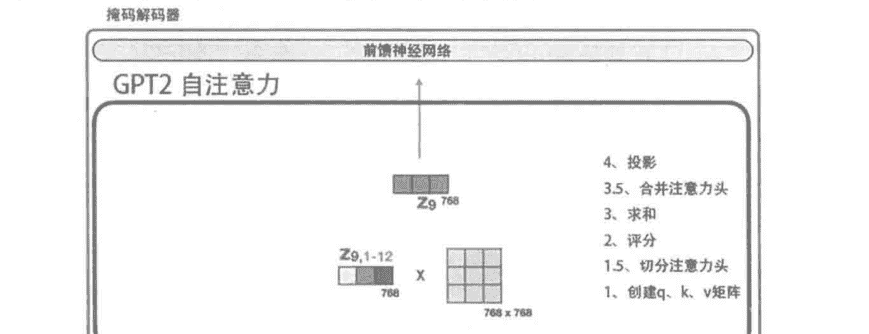 掩码解码器
前馈神经网络
GPT2 自注意力
4、投影
3.5、合并注意力头
3、求和
2、评分
1.5、切分注意力头
1、创建q、k、v矩阵
Z9 768
Z9,1-12
X
768
768 x 768